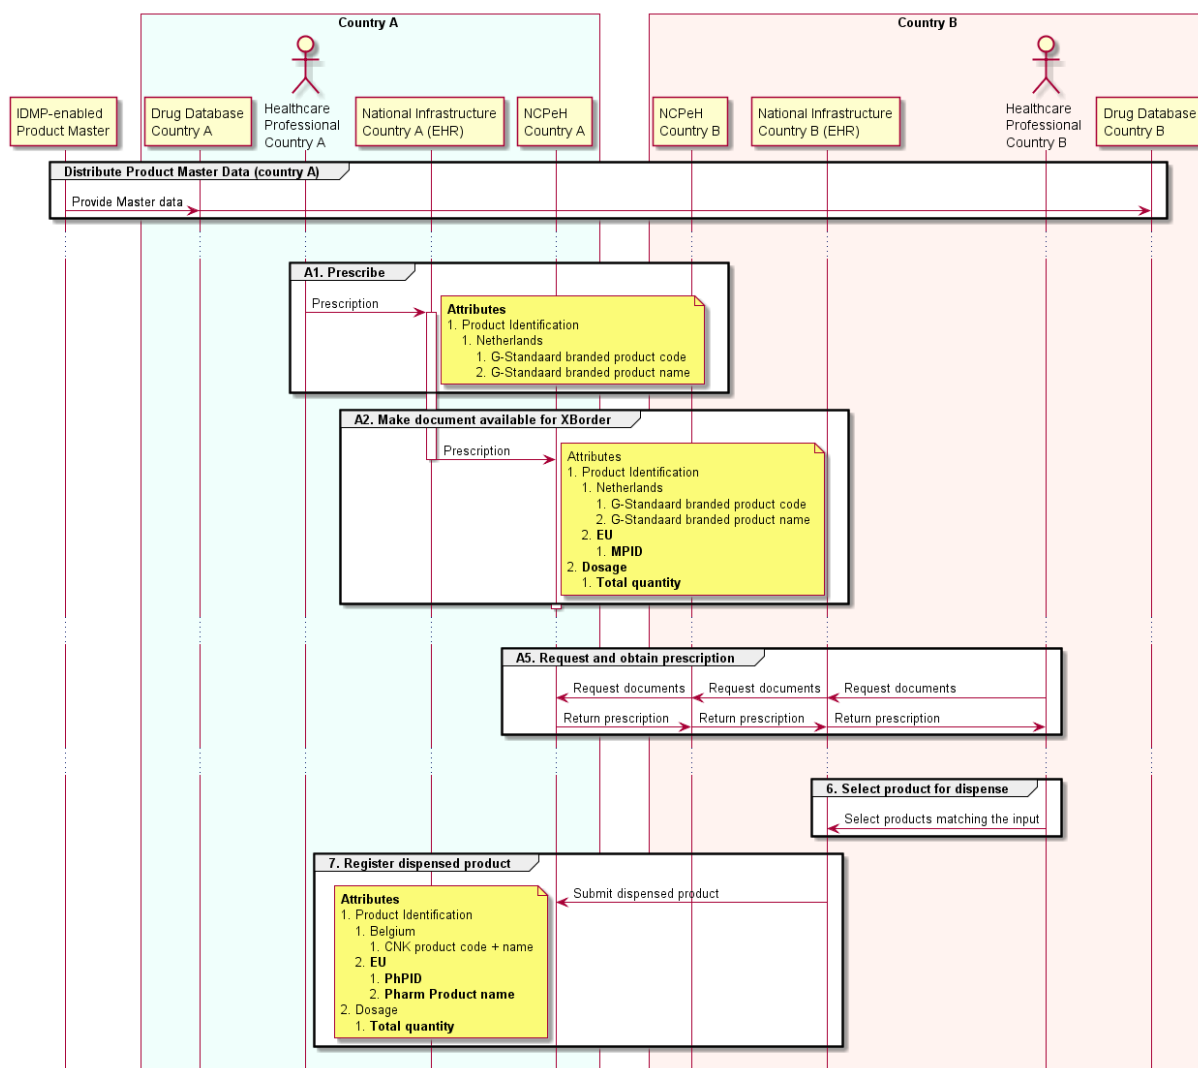 Country A
Country B
IDMP-enabled
Product Master
Drug Database
Country A
Healthcare
Professional
Country A
National Infrastructure
Country A (EHR)
NCPeH
Country A
NCPeH
Country B
National Infrastructure
Country B (EHR)
Healthcare
Professional
Country B
Drug Database
Country B
Distribute Product Master Data (country A)
Provide Master data
A1. Prescribe
Prescription
Attributes
1. Product Identification
1. Netherlands
1. G-Standaard branded product code
2. G-Standaard branded product name
A2. Make document available for XBorder
Prescription
Attributes
1. Product Identification
1. Netherlands
1. G-Standaard branded product code
2. G-Standaard branded product name
2. EU
1. MPID
2. Dosage
1. Total quantity
A5. Request and obtain prescription
Request documents
Request documents
Request documents
Return prescription
Return prescription
Return prescription
6. Select product for dispense
Select products matching the input
7. Register dispensed product
Submit dispensed product
Attributes
1. Product Identification
1. Belgium
1. CNK product code + name
2. EU
1. PhPID
2. Pharm Product name
2. Dosage
1. Total quantity